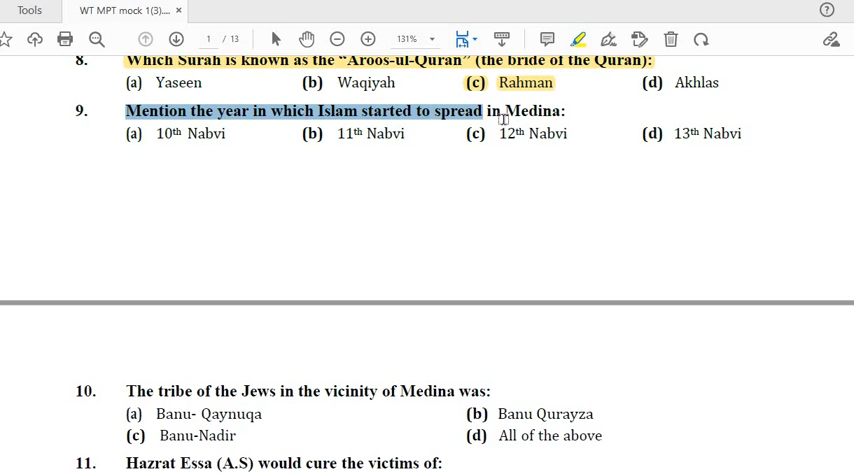 Tools WT MPT mock 1(3).... ×
1 / 13 131%
8. Which Surah is known as the "Aroos-ul-Quran" (the bride of the Quran):
(a) Yaseen (b) Waqiyah (c) Rahman (d) Akhlas
9. Mention the year in which Islam started to spread in Medina:
(a) 10th Nabvi (b) 11th Nabvi (c) 12th Nabvi (d) 13th Nabvi
10. The tribe of the Jews in the vicinity of Medina was:
(a) Banu- Qaynuqa (b) Banu Qurayza
(c) Banu-Nadir (d) All of the above
11. Hazrat Essa (A.S) would cure the victims of: